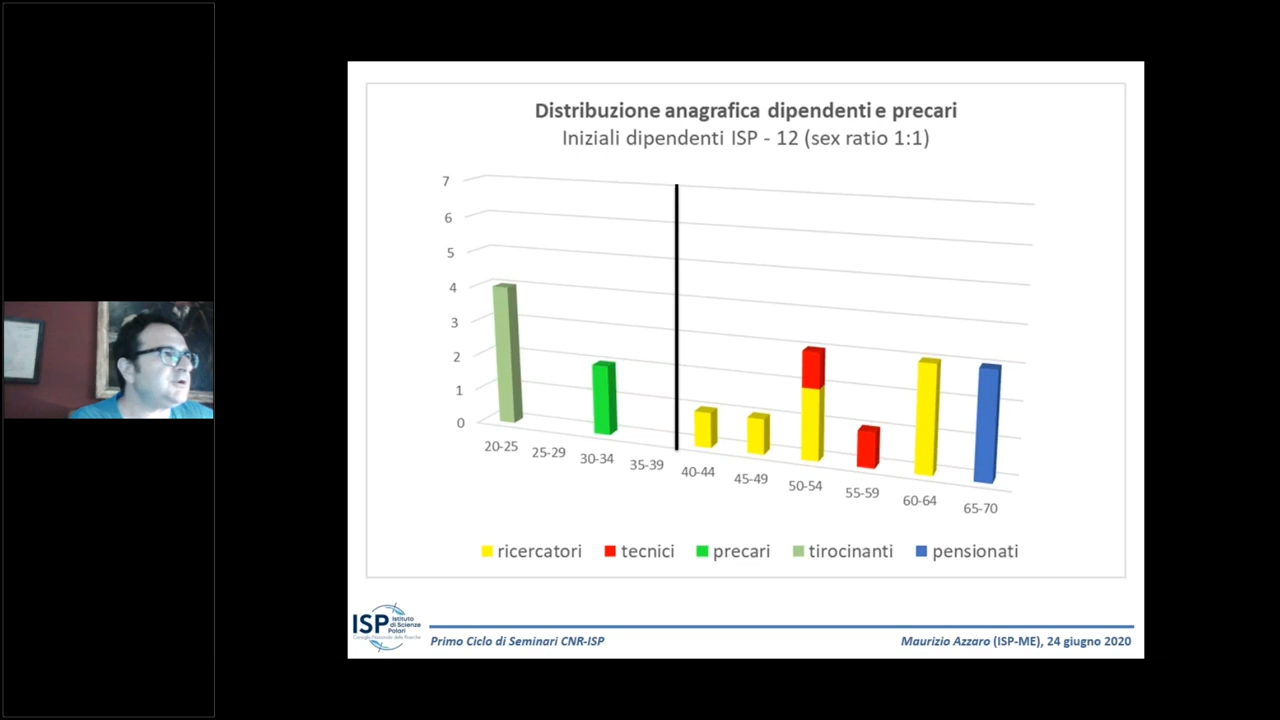 Distribuzione anagrafica dipendenti e precari
Iniziali dipendenti ISP - 12 (sex ratio 1:1)
7
6
5
4
3
2
1
0
20-25 25-29 30-34 35-39 40-44 45-49 50-54 55-59 60-64 65-70
ricercatori tecnici precari tirocinanti pensionati
ISP Istituto
di Scienze
Polari
Consiglio Nazionale delle Ricerche
Primo Ciclo di Seminari CNR-ISP
Maurizio Azzaro (ISP-ME), 24 giugno 2020